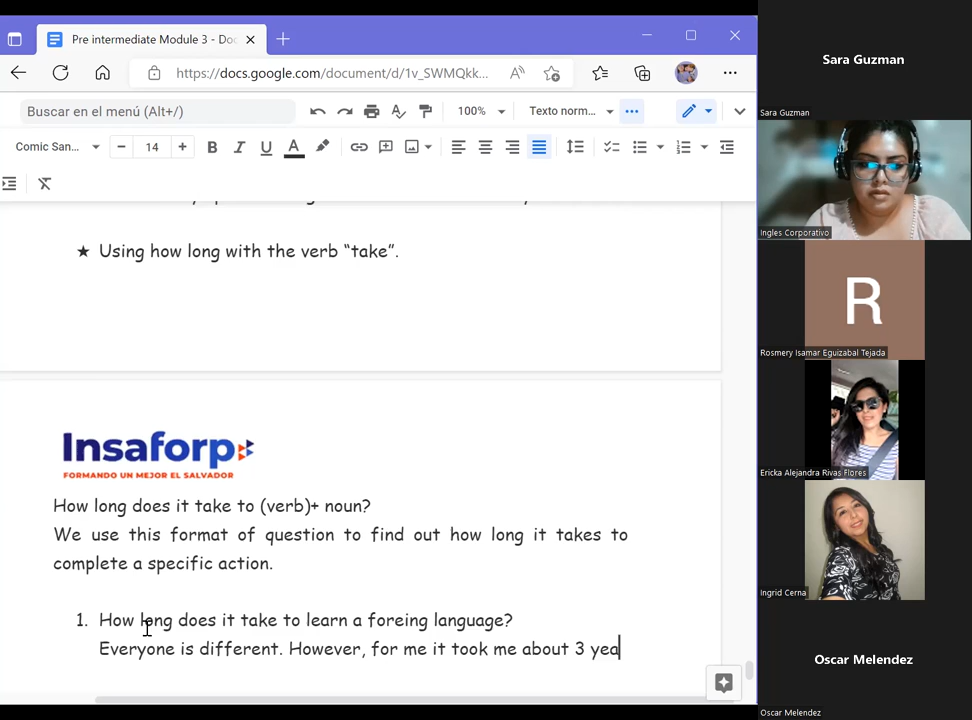 Pre intermediate Module 3 - Doc
https://docs.google.com/document/d/1v_SWMQkk...
Buscar en el menú (Alt+/)
100%
Texto norm...
Comic San...
14
★ Using how long with the verb “take”.
Insaforp
FORMANDO UN MEJOR EL SALVADOR
How long does it take to (verb)+ noun?
We use this format of question to find out how long it takes to
complete a specific action.
1. How long does it take to learn a foreing language?
Everyone is different. However, for me it took me about 3 yea
Sara Guzman
Sara Guzman
Ingles Corporativo
R
Rosmery Isamar Eguizabal Tejada
Ericka Alejandra Rivas Flores
Ingrid Cerna
Oscar Melendez
Oscar Melendez